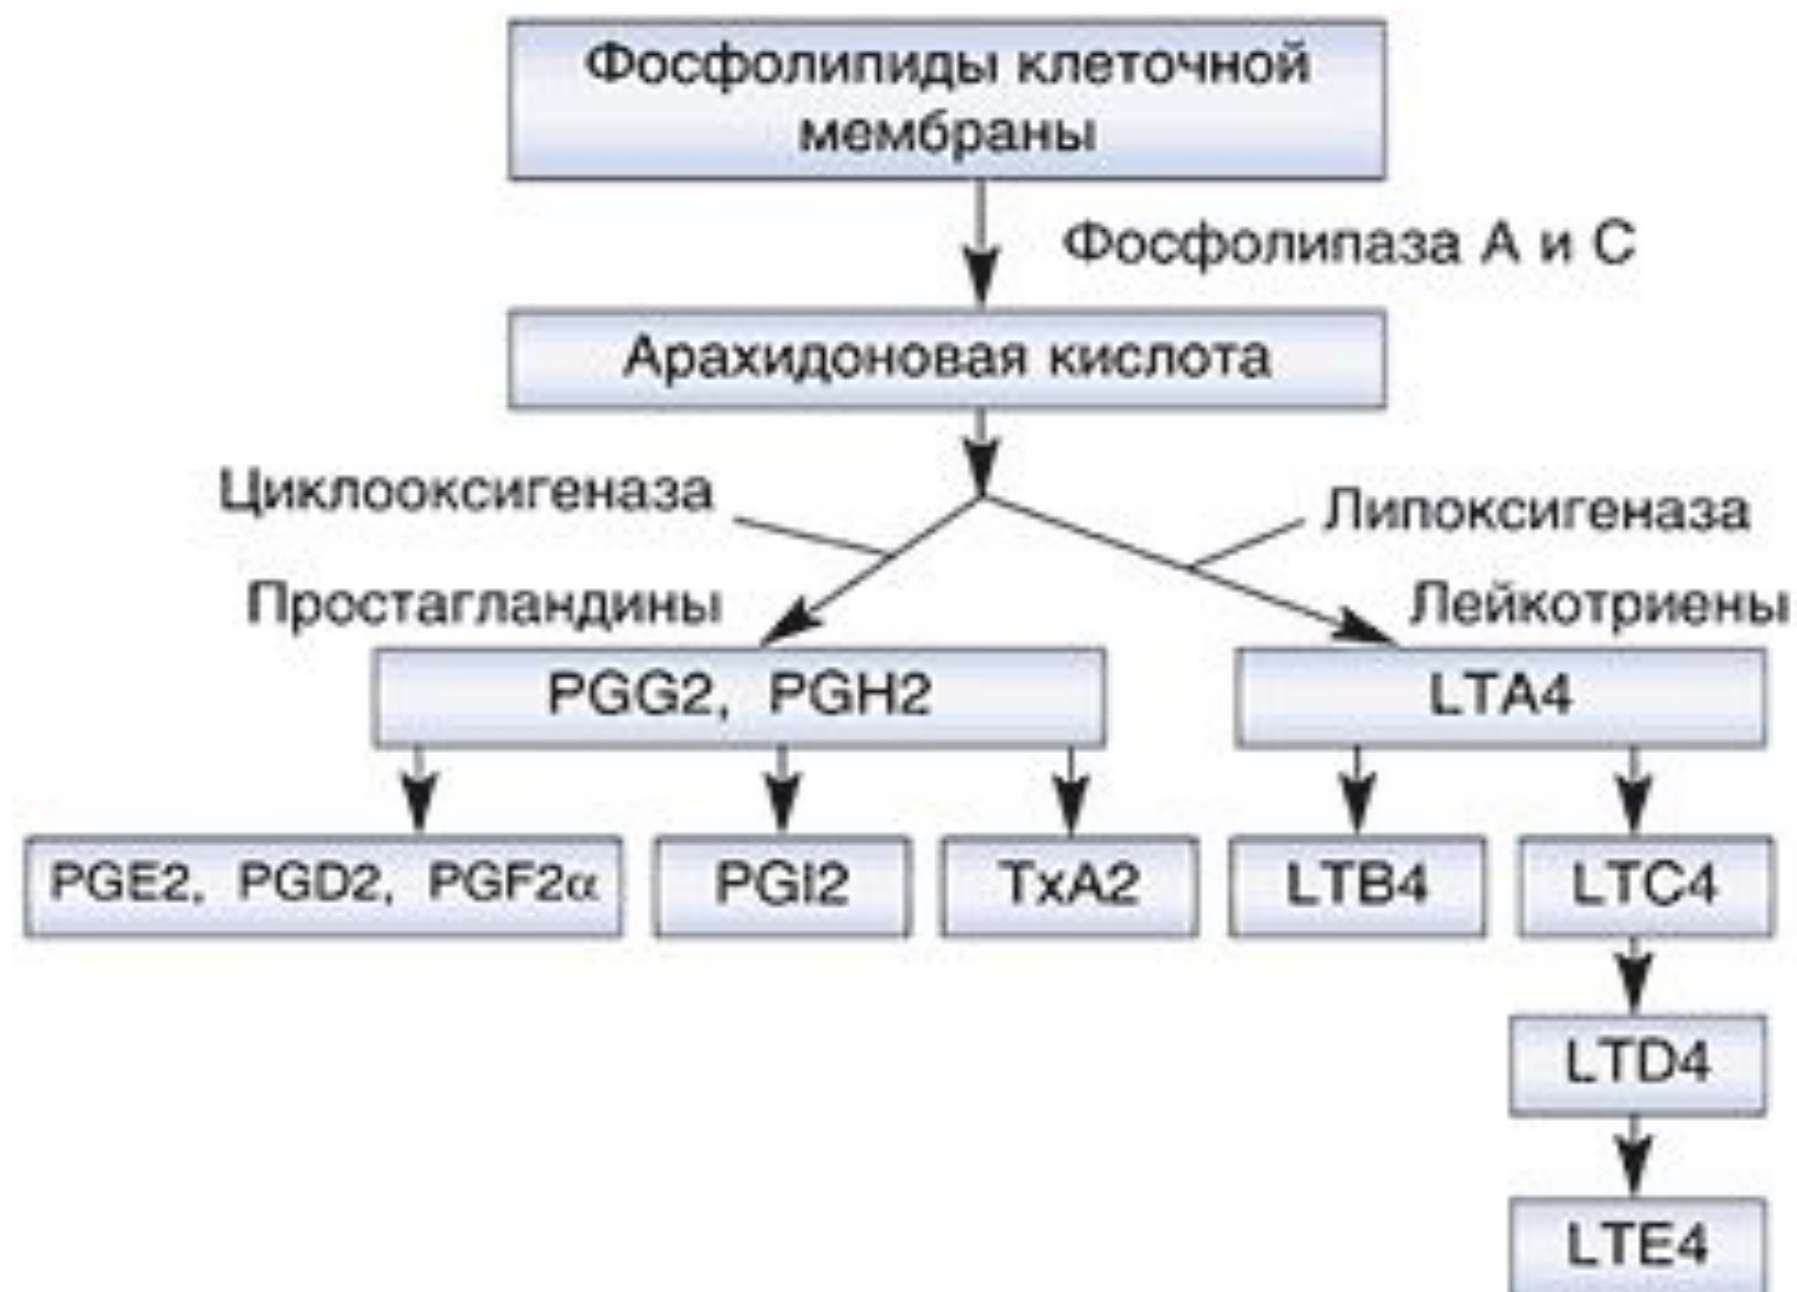 Фосфолипиды клеточной
мембраны
Фосфолипаза А и С
Арахидоновая кислота
Циклооксигеназа
Липоксигеназа
Простагландины
Лейкотриены
PGG2, PGH2
LTA4
PGE2, PGD2, PGF2α
PGI2
TxA2
LTB4
LTC4
LTD4
LTE4